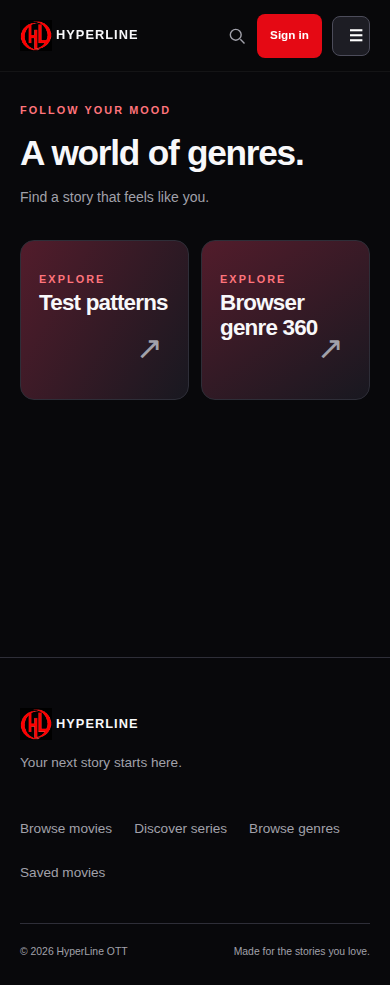 HYPERLINE
Sign in
FOLLOW YOUR MOOD
A world of genres.
Find a story that feels like you.
EXPLORE
Test patterns
↗
EXPLORE
Browser
genre 360
↗
HYPERLINE
Your next story starts here.
Browse movies Discover series Browse genres
Saved movies
© 2026 HyperLine OTT Made for the stories you love.